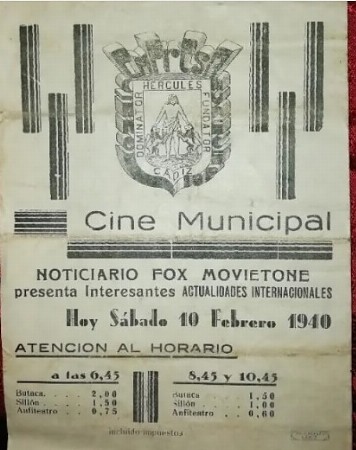 Empresa
HERCULES
DOMINATOR
FUNDATOR
CADIZ
Cine Municipal
NOTICIARIO FOX MOVIETONE
presenta Interesantes ACTUALIDADES INTERNACIONALES
Hoy Sábado 10 Febrero 1940
ATENCION AL HORARIO
a las 6,45
Butaca. . . . 2,00
Sillón. . . . 1,50
Anfiteatro . . 0,75
8,45 y 10,45
Butaca. . . . 1,50
Sillón. . . . 1,00
Anfiteatro . . 0,60
incluido impuestos